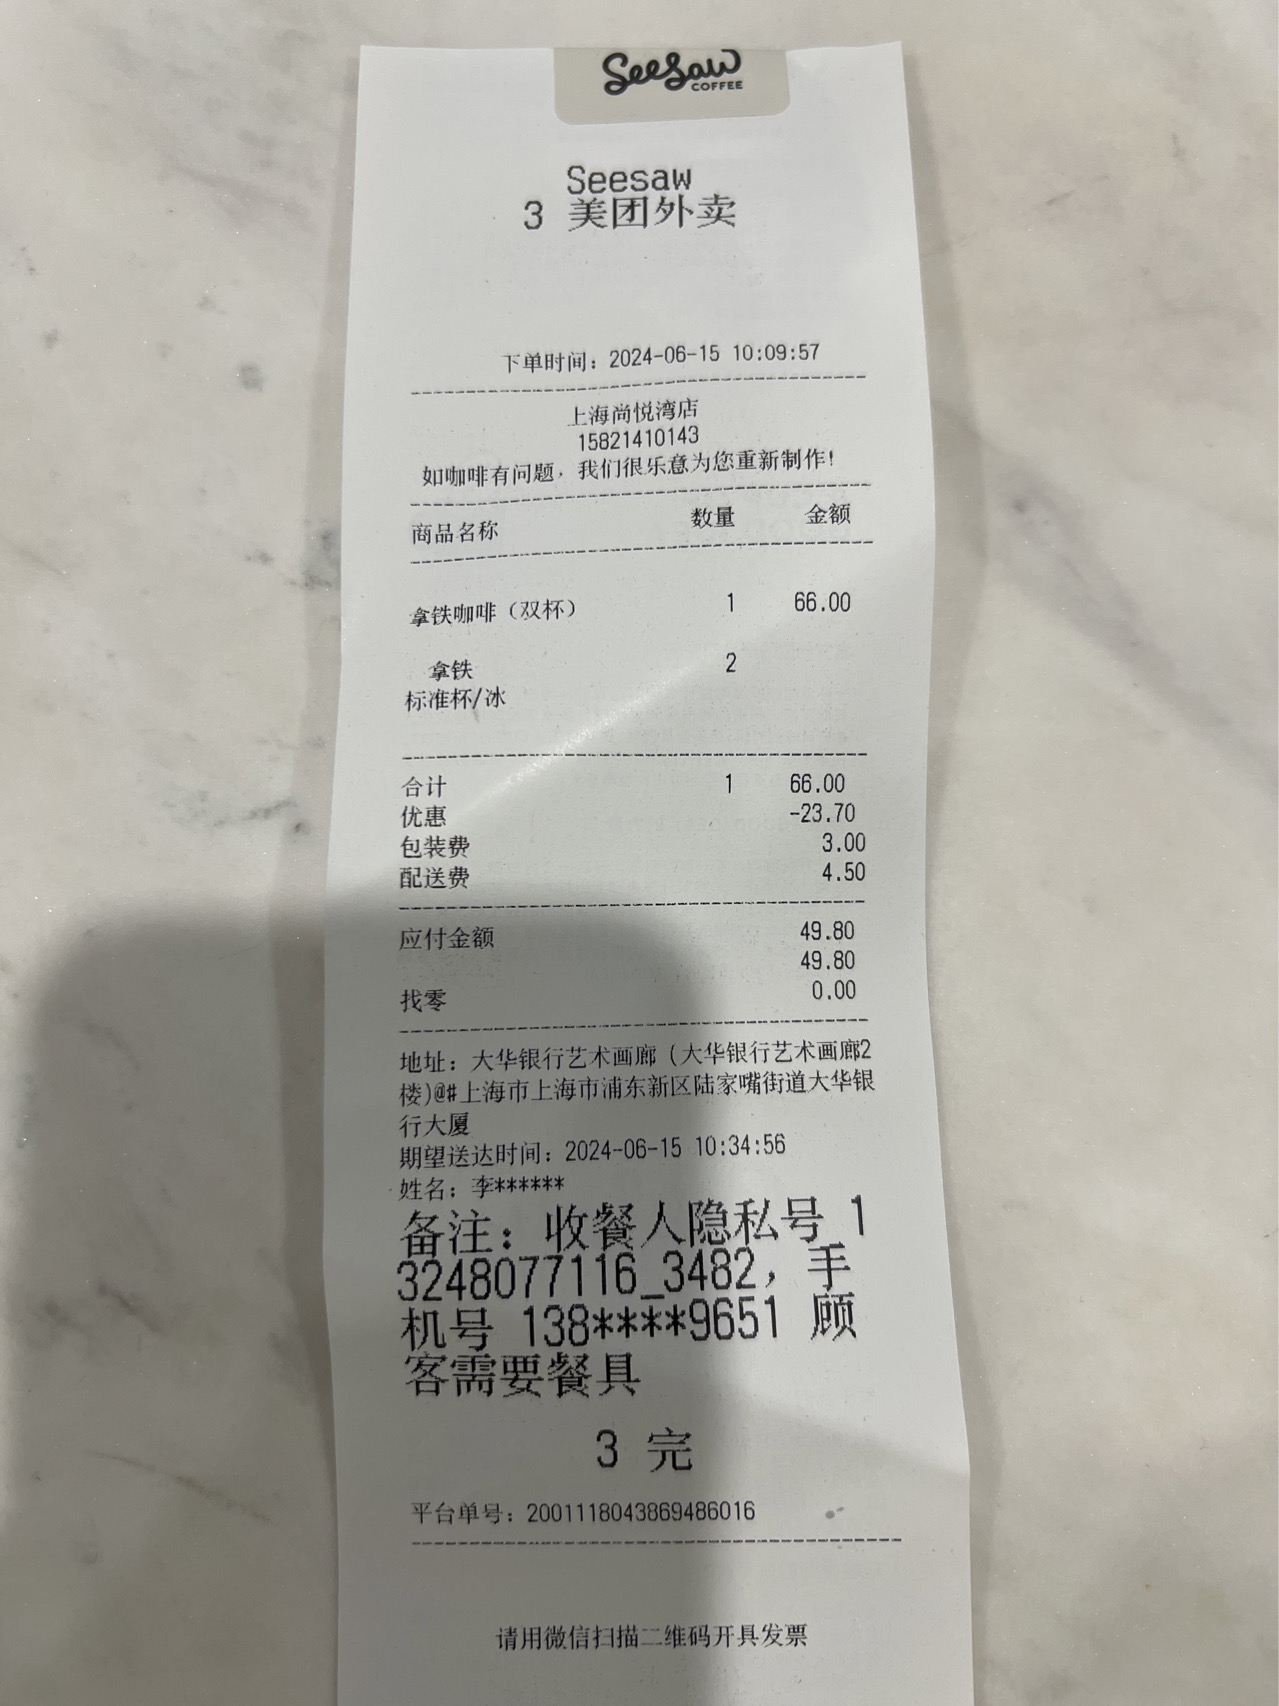 Seesaw
COFFEE
Seesaw
3 美团外卖
下单时间：2024-06-15 10:09:57
上海尚悦湾店
15821410143
如咖啡有问题，我们很乐意为您重新制作！
商品名称 数量 金额
拿铁咖啡（双杯） 1 66.00
拿铁 2
标准杯/冰
合计 1 66.00
优惠 -23.70
包装费 3.00
配送费 4.50
应付金额 49.80
49.80
找零 0.00
地址：大华银行艺术画廊（大华银行艺术画廊2
楼)@#上海市上海市浦东新区陆家嘴街道大华银
行大厦
期望送达时间：2024-06-15 10:34:56
姓名：李******
备注：收餐人隐私号 1
3248077116_3482，手
机号 138****9651 顾
客需要餐具
3 完
平台单号：2001118043869486016
请用微信扫描二维码开具发票